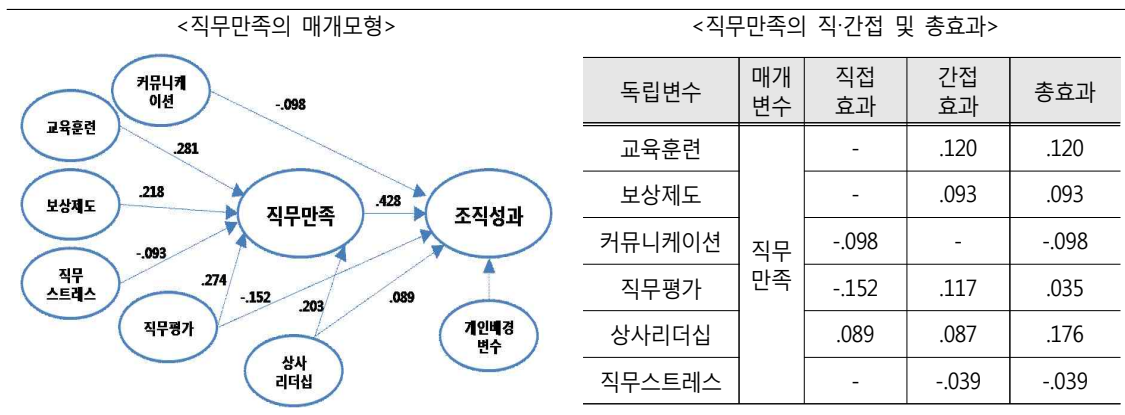 <직무만족의 매개모형>
커뮤니케
이션
-.098
교육훈련
.281
.218
보상제도
직무만족
.428
조직성과
-.093
직무
스트레스
.274
-.152
.203
.089
직무평가
상사
리더십
개인배경
변수
<직무만족의 직·간접 및 총효과>
독립변수 매개 변수 직접 효과 간접 효과 총효과
교육훈련 - .120 .120
보상제도 - .093 .093
커뮤니케이션 -.098 - -.098
직무 만족
직무평가 -.152 .117 .035
상사리더십 .089 .087 .176
직무스트레스 - -.039 -.039